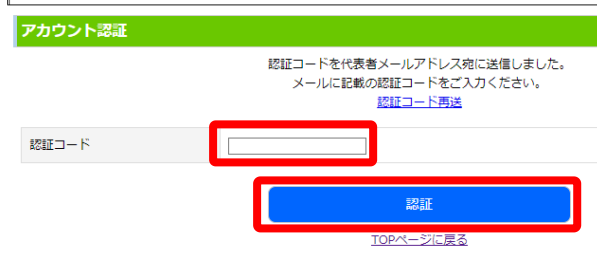 アカウント認証
認証コードを代表者メールアドレス宛に送信しました。
メールに記載の認証コードをご入力ください。
認証コード再送
認証コード
認証
TOPページに戻る